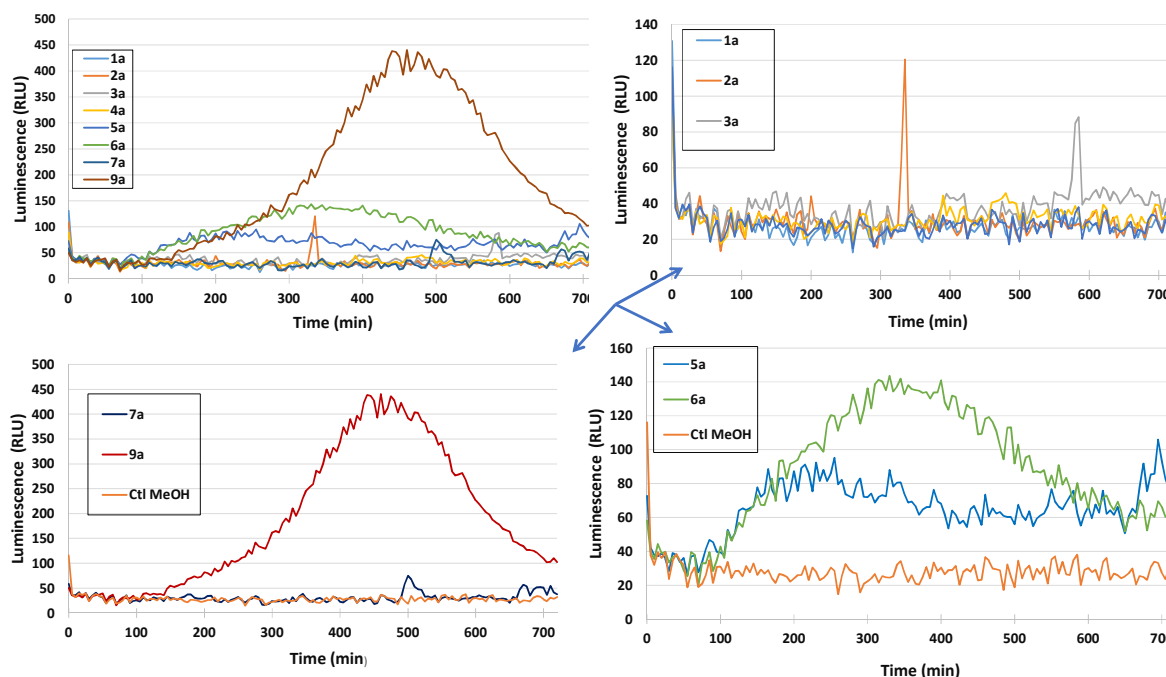 Luminescence (RLU)
500
450
400
350
300
250
200
150
100
50
0
1a
2a
3a
4a
5a
6a
7a
9a
0 100 200 300 400 500 600 700
Time (min)
Luminescence (RLU)
140
120
100
80
60
40
20
0
1a
2a
3a
0 100 200 300 400 500 600 700
Time (min)
Luminescence (RLU)
500
450
400
350
300
250
200
150
100
50
0
7a
9a
Ctl MeOH
0 100 200 300 400 500 600 700
Time (min)
Luminescence (RLU)
160
140
120
100
80
60
40
20
0
5a
6a
Ctl MeOH
0 100 200 300 400 500 600 700
Time (min)